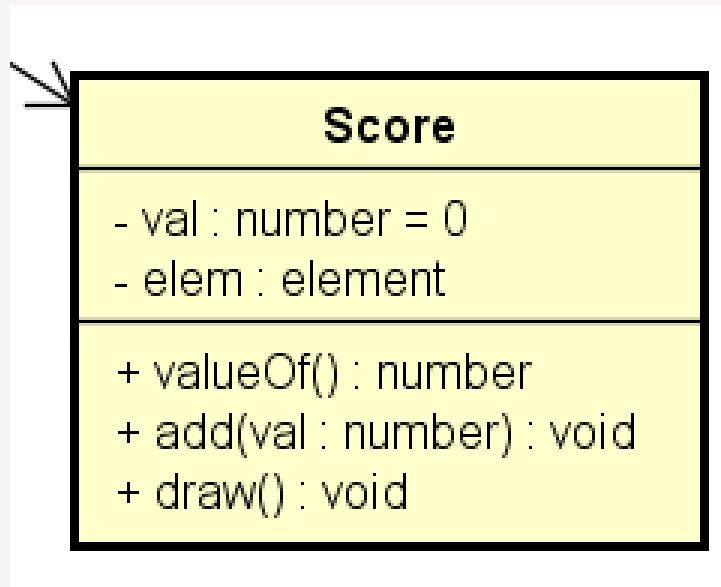 Score
- val : number = 0
- elem : element
+ valueOf() : number
+ add(val : number) : void
+ draw() : void